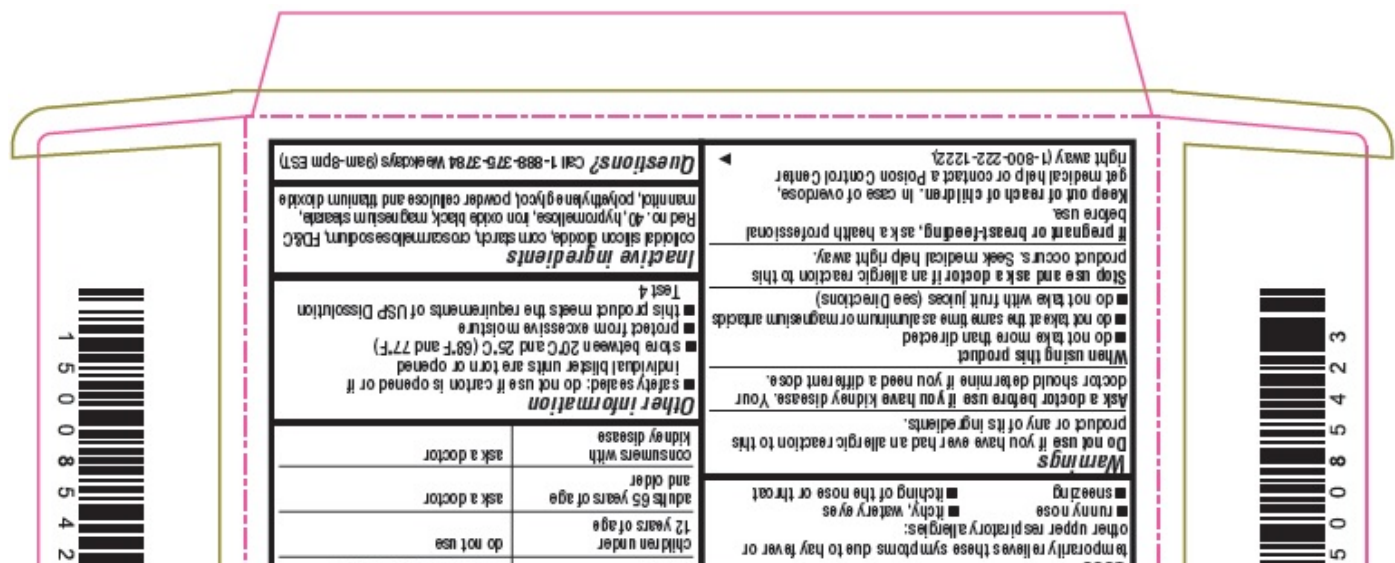 temporarily relieves these symptoms due to hay fever or
other upper respiratory allergies:
■ runny nose ■ itchy, watery eyes
■ sneezing ■ itching of the nose or throat
Warnings
Do not use if you have ever had an allergic reaction to this
product or any of its ingredients.
Ask a doctor before use if you have kidney disease. Your
doctor should determine if you need a different dose.
When using this product
■ do not take more than directed
■ do not take at the same time as aluminum or magnesium antacids
■ do not take with fruit juices (see Directions)
Stop use and ask a doctor if an allergic reaction to this
product occurs. Seek medical help right away.
If pregnant or breast-feeding, ask a health professional
before use.
Keep out of reach of children. In case of overdose,
get medical help or contact a Poison Control Center
right away (1-800-222-1222).
children under
12 years of age
do not use
adults 65 years of age
and older
ask a doctor
consumers with
kidney disease
ask a doctor
Other information
■ safety sealed: do not use if carton is opened or if
individual blister units are torn or opened
■ store between 20°C and 25°C (68°F and 77°F)
■ protect from excessive moisture
■ this product meets the requirements of USP Dissolution
Test 4
Inactive ingredients
colloidal silicon dioxide, corn starch, croscarmellose sodium, FD&C
Red no. 40, hypromellose, iron oxide black, magnesium stearate,
mannitol, polyethylene glycol, powder cellulose and titanium dioxide
Questions? Call 1-888-375-3784 Weekdays (9am-8pm EST)
1 5 0 0 8 5 4 2
5 0 0 8 5 4 2 3